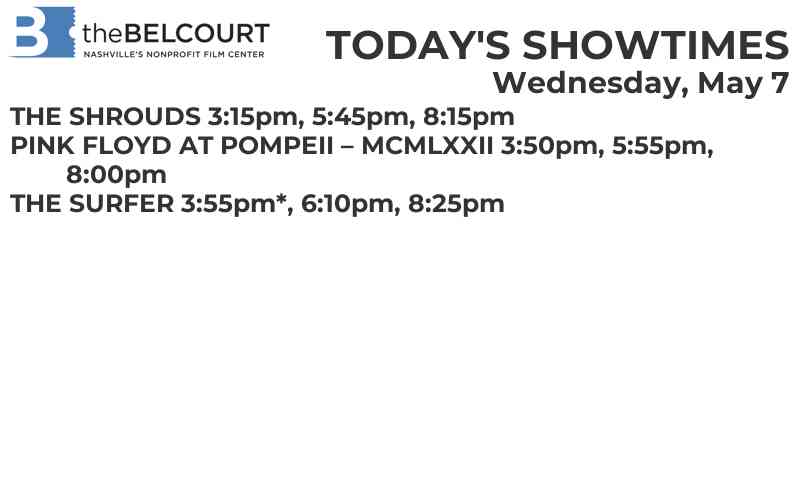 B theBELCOURT
NASHVILLE'S NONPROFIT FILM CENTER
TODAY'S SHOWTIMES
Wednesday, May 7
THE SHROUDS 3:15pm, 5:45pm, 8:15pm
PINK FLOYD AT POMPEII – MCMLXXII 3:50pm, 5:55pm,
8:00pm
THE SURFER 3:55pm*, 6:10pm, 8:25pm